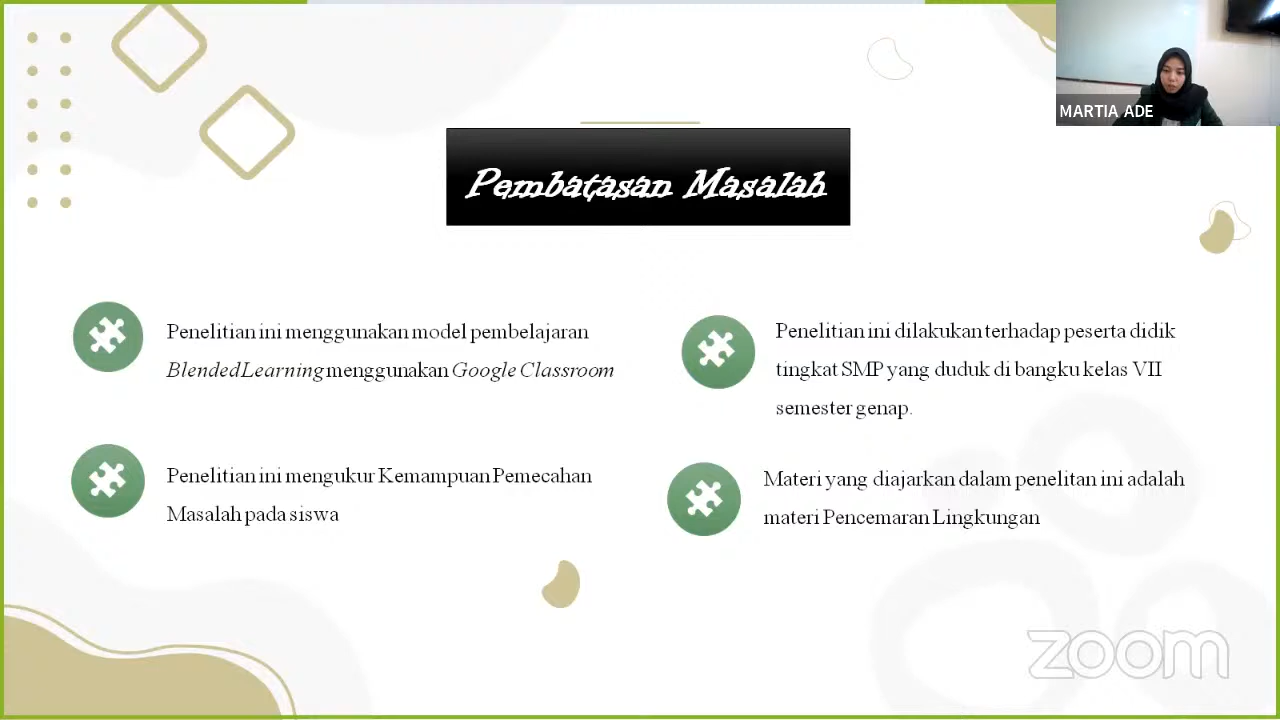 MARTIA ADE
Pembatasan Masalah
Penelitian ini menggunakan model pembelajaran
Blended Learning menggunakan Google Classroom
Penelitian ini mengukur Kemampuan Pemecahan
Masalah pada siswa
Penelitian ini dilakukan terhadap peserta didik
tingkat SMP yang duduk di bangku kelas VII
semester genap.
Materi yang diajarkan dalam penelitan ini adalah
materi Pencemaran Lingkungan
zoom